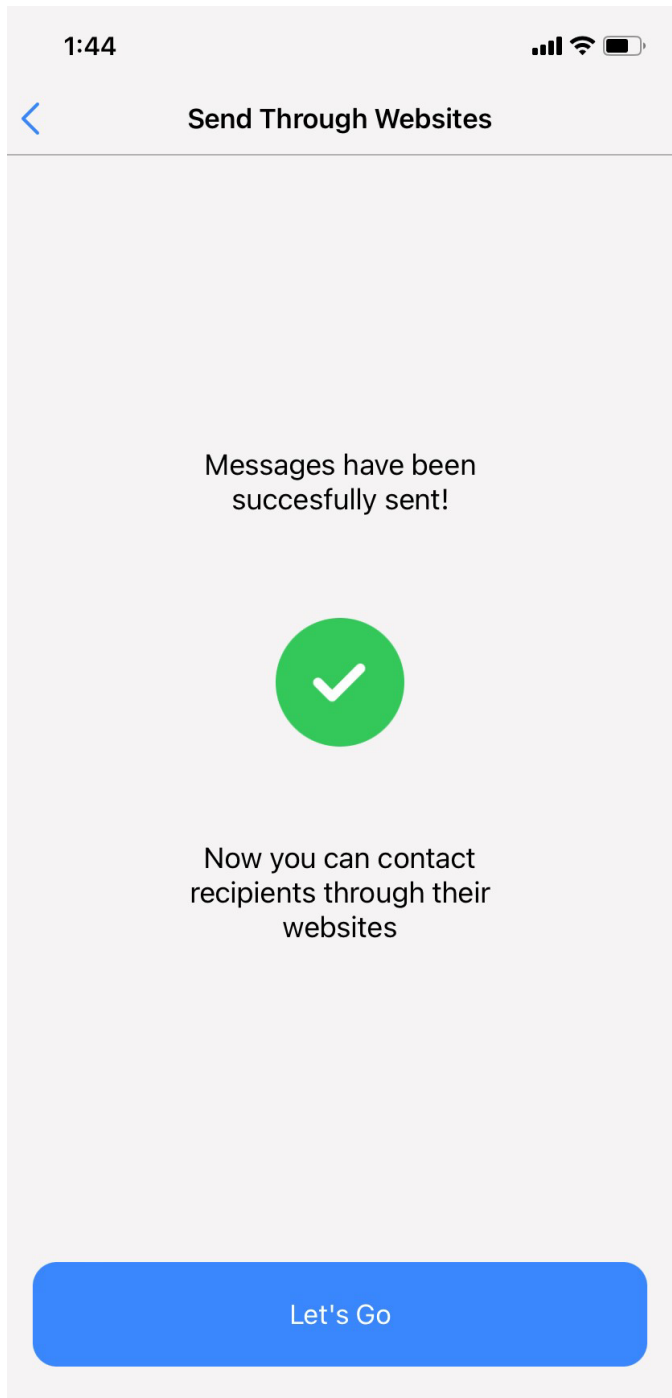 1:44
Send Through Websites
Messages have been
succesfully sent!
Now you can contact
recipients through their
websites
Let's Go